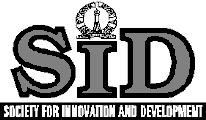 SiD
SOCIETY FOR INNOVATION AND DEVELOPMENT